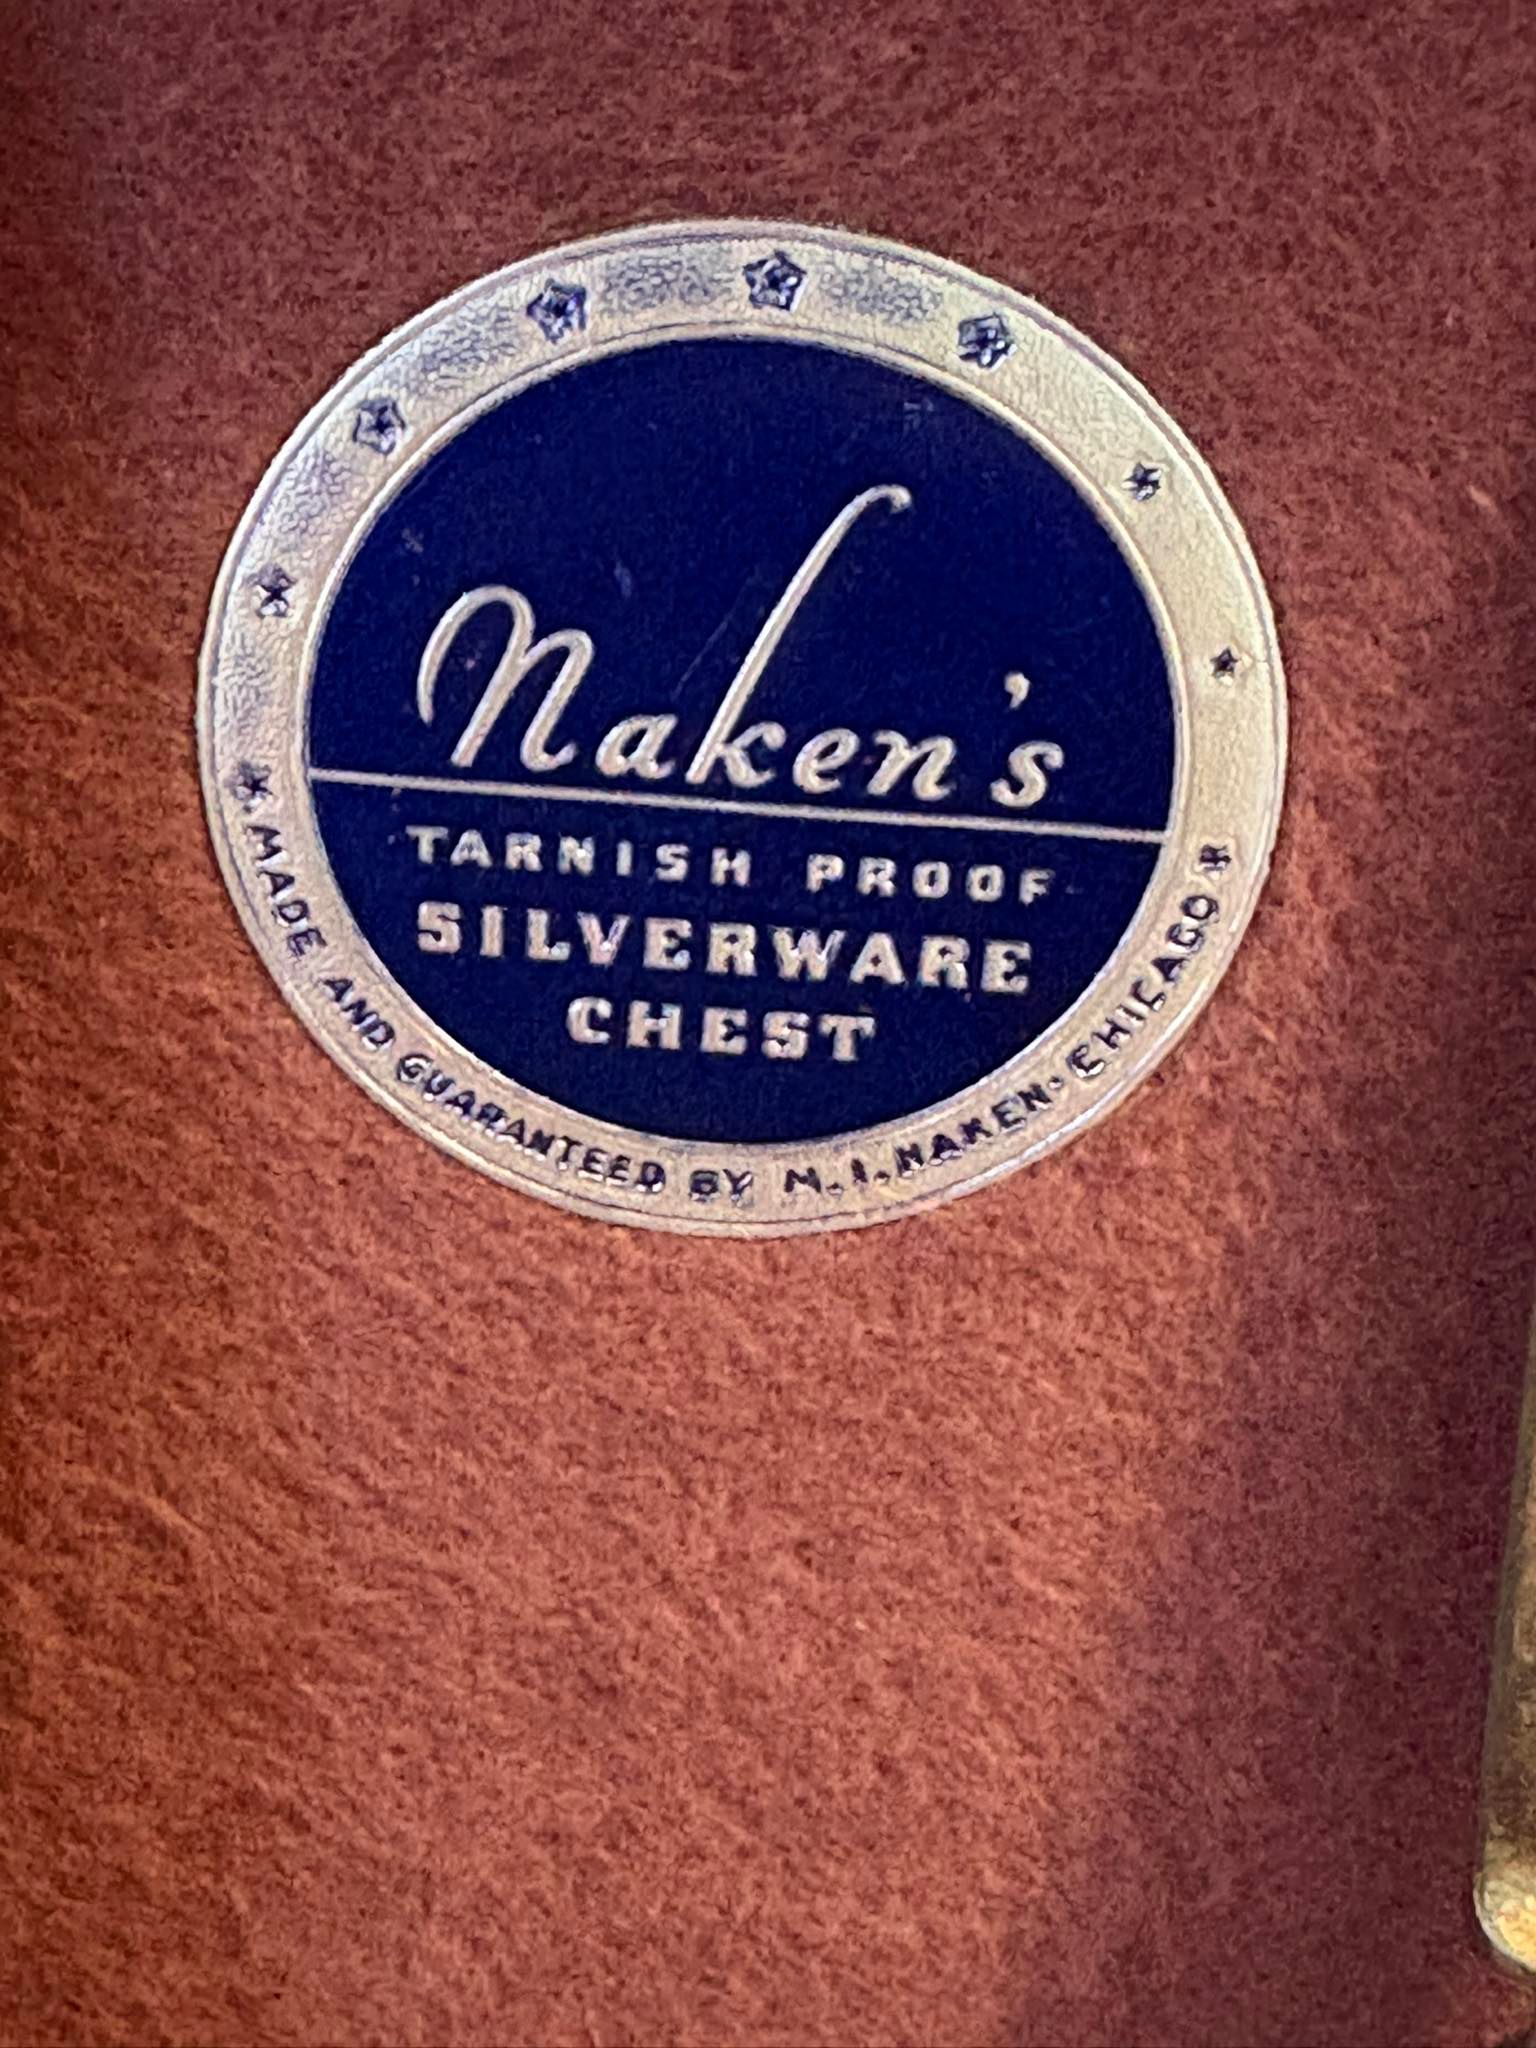 Naken's
TARNISH PROOF
SILVERWARE
CHEST
MADE AND GUARANTEED BY M.I. NAKEN · CHICAGO